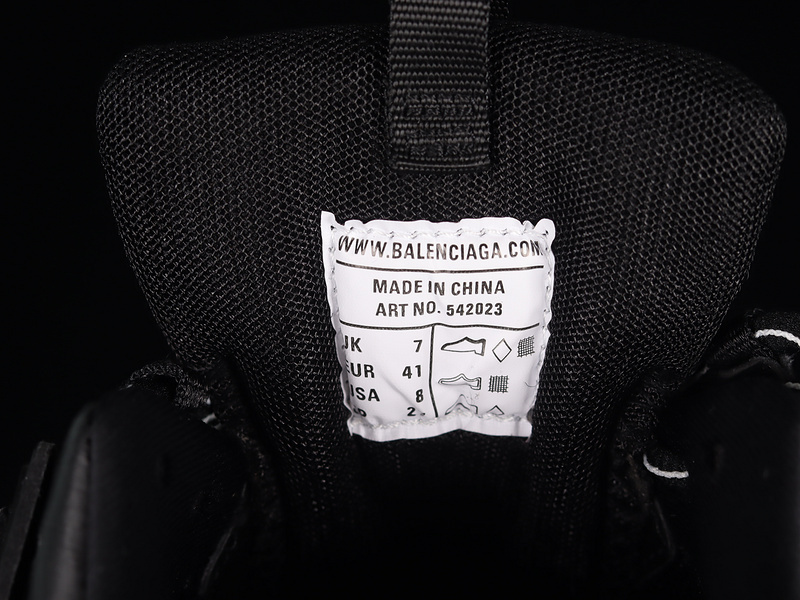 WWW.BALENCIAGA.COM
MADE IN CHINA
ART NO. 542023
UK 7
EUR 41
USA 8